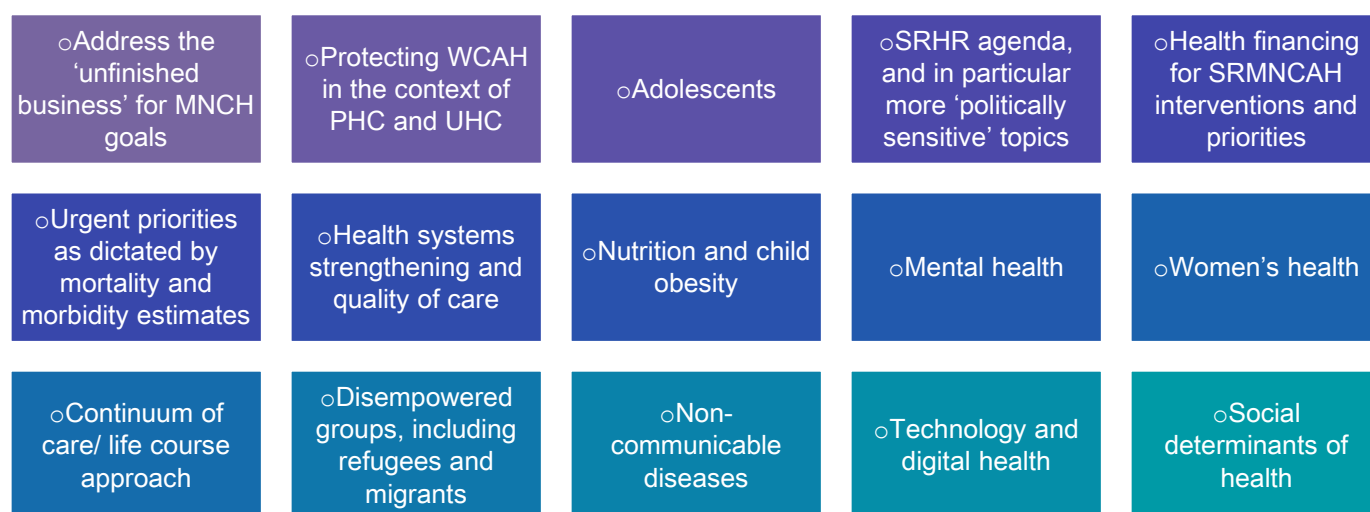 ○Address the
‘unfinished
business’ for MNCH
goals
○Protecting WCAH
in the context of
PHC and UHC
○Adolescents
○SRHR agenda,
and in particular
more ‘politically
sensitive’ topics
○Health financing
for SRMNCAH
interventions and
priorities
○Urgent priorities
as dictated by
mortality and
morbidity estimates
○Health systems
strengthening and
quality of care
○Nutrition and child
obesity
○Mental health
○Women’s health
○Continuum of
care/ life course
approach
○Disempowered
groups, including
refugees and
migrants
○Non-
communicable
diseases
○Technology and
digital health
○Social
determinants of
health